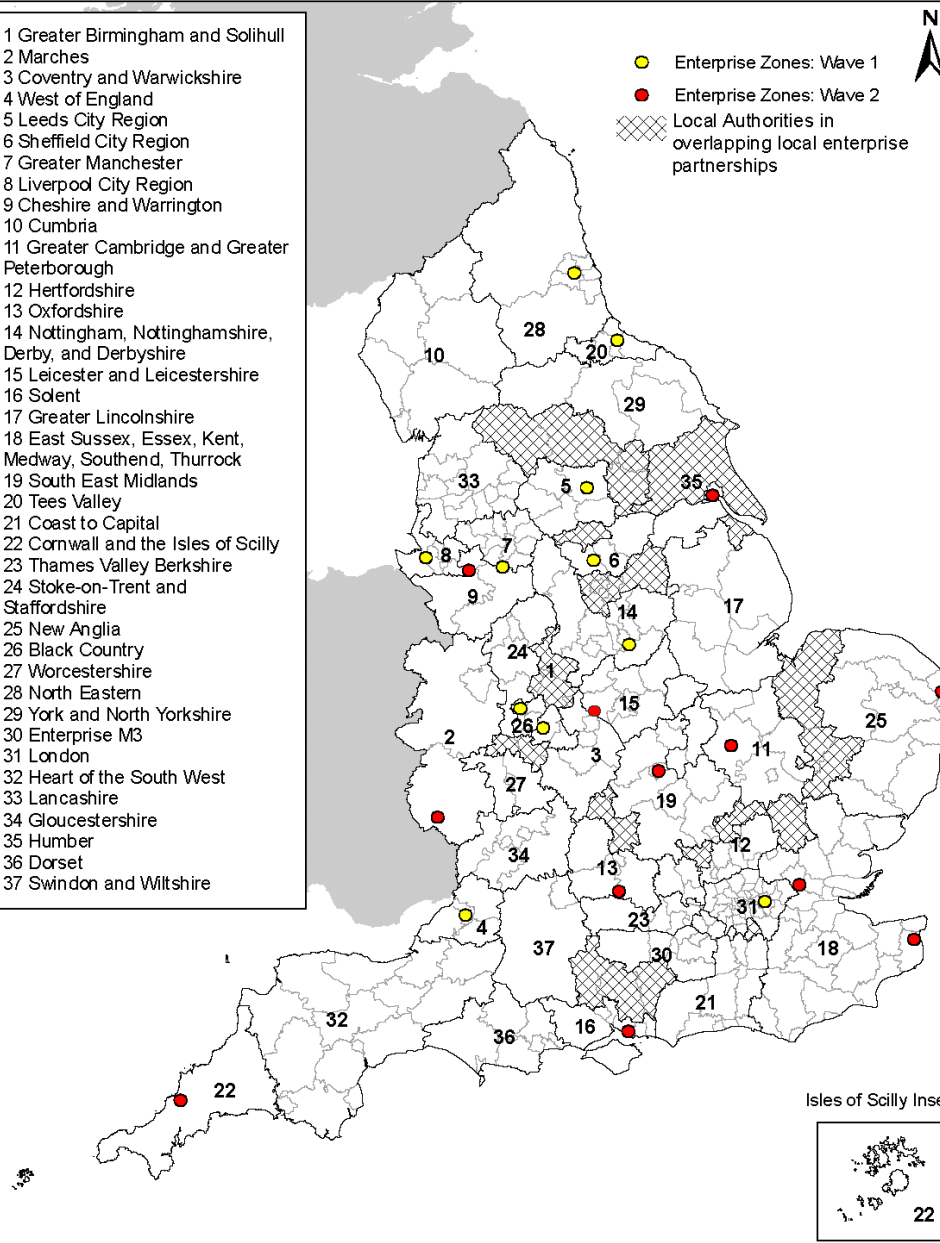 1 Greater Birmingham and Solihull
2 Marches
3 Coventry and Warwickshire
4 West of England
5 Leeds City Region
6 Sheffield City Region
7 Greater Manchester
8 Liverpool City Region
9 Cheshire and Warrington
10 Cumbria
11 Greater Cambridge and Greater
Peterborough
12 Hertfordshire
13 Oxfordshire
14 Nottingham, Nottinghamshire,
Derby, and Derbyshire
15 Leicester and Leicestershire
16 Solent
17 Greater Lincolnshire
18 East Sussex, Essex, Kent,
Medway, Southend, Thurrock
19 South East Midlands
20 Tees Valley
21 Coast to Capital
22 Cornwall and the Isles of Scilly
23 Thames Valley Berkshire
24 Stoke-on-Trent and
Staffordshire
25 New Anglia
26 Black Country
27 Worcestershire
28 North Eastern
29 York and North Yorkshire
30 Enterprise M3
31 London
32 Heart of the South West
33 Lancashire
34 Gloucestershire
35 Humber
36 Dorset
37 Swindon and Wiltshire
N
Enterprise Zones: Wave 1
Enterprise Zones: Wave 2
Local Authorities in
overlapping local enterprise
partnerships
28
20
10
29
33
5
35
7
8
6
9
14
17
24
1
15
26
25
2
3
11
27
19
12
34
13
31
4
23
37
30
18
21
32
36
16
22
Isles of Scilly Inse
22